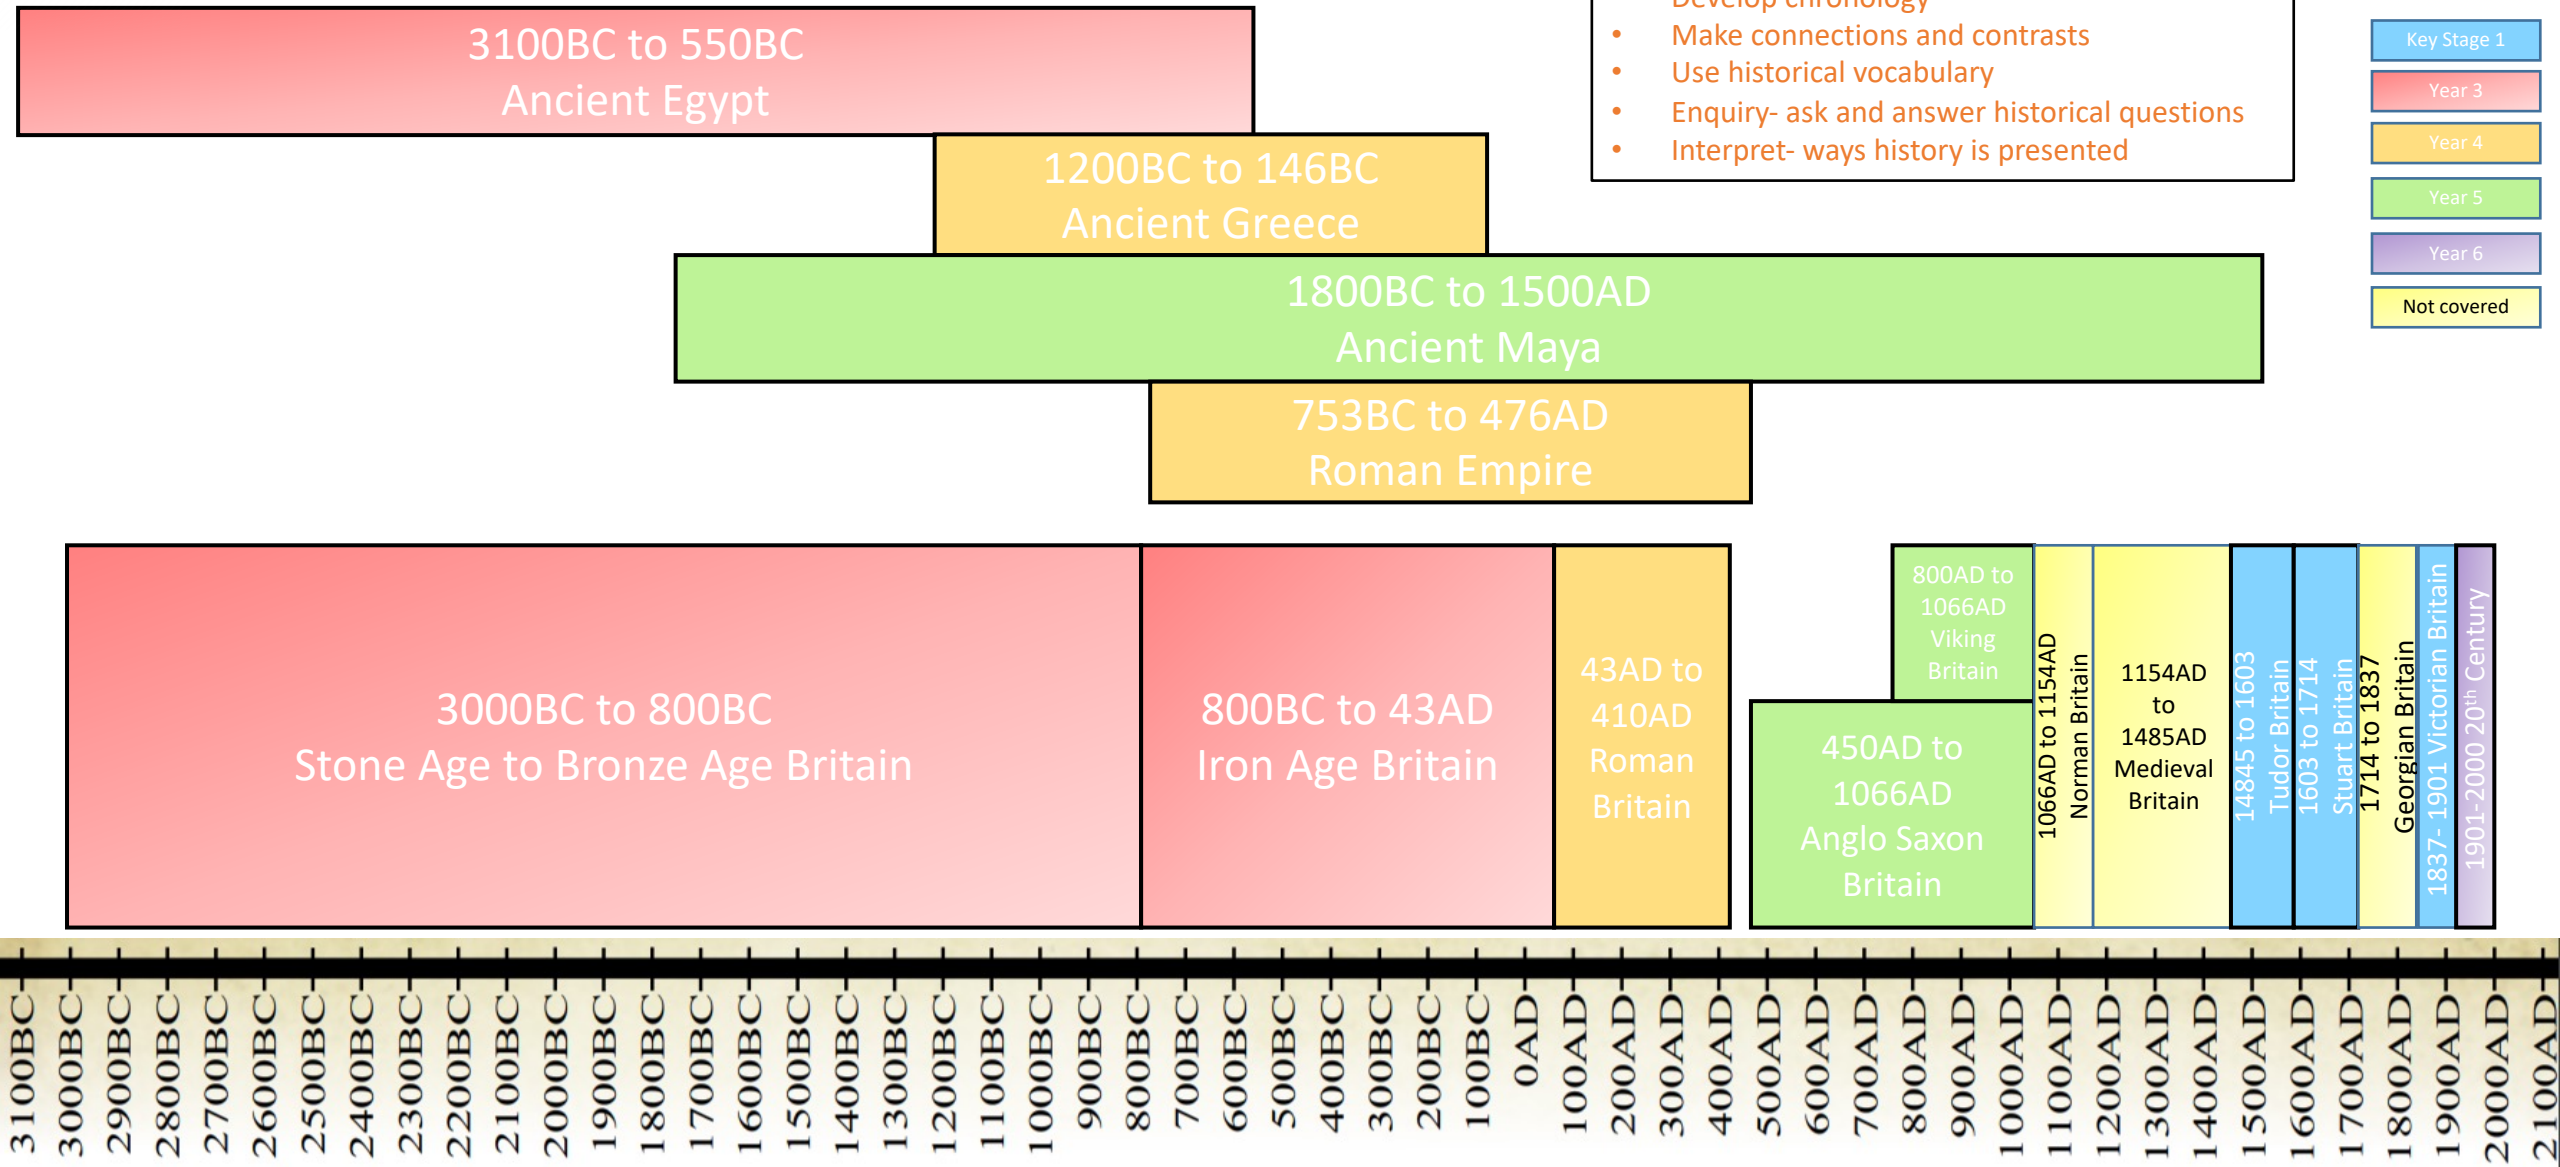 3100BC to 550BC
Ancient Egypt
Develop chronology
• Make connections and contrasts
• Use historical vocabulary
• Enquiry- ask and answer historical questions
• Interpret- ways history is presented
Key Stage 1
Year 3
Year 4
Year 5
Year 6
Not covered
1200BC to 146BC
Ancient Greece
1800BC to 1500AD
Ancient Maya
753BC to 476AD
Roman Empire
3000BC to 800BC
Stone Age to Bronze Age Britain
800BC to 43AD
Iron Age Britain
43AD to
410AD
Roman
Britain
800AD to
1066AD
Viking
Britain
450AD to
1066AD
Anglo Saxon
Britain
1066AD to 1154AD
Norman Britain
1154AD
to
1485AD
Medieval
Britain
14845 to 1603
Tudor Britain
1603 to 1714
Stuart Britain
1714 to 1837
Georgian Britain
1837- 1901 Victorian Britain
1901-2000 20th Century
3100BC
3000BC
2900BC
2800BC
2700BC
2600BC
2500BC
2400BC
2300BC
2200BC
2100BC
2000BC
1900BC
1800BC
1700BC
1600BC
1500BC
1400BC
1300BC
1200BC
1100BC
1000BC
900BC
800BC
700BC
600BC
500BC
400BC
300BC
200BC
100BC
0AD
100AD
200AD
300AD
400AD
500AD
600AD
700AD
800AD
900AD
1000AD
1100AD
1200AD
1300AD
1400AD
1500AD
1600AD
1700AD
1800AD
1900AD
2000AD
2100AD